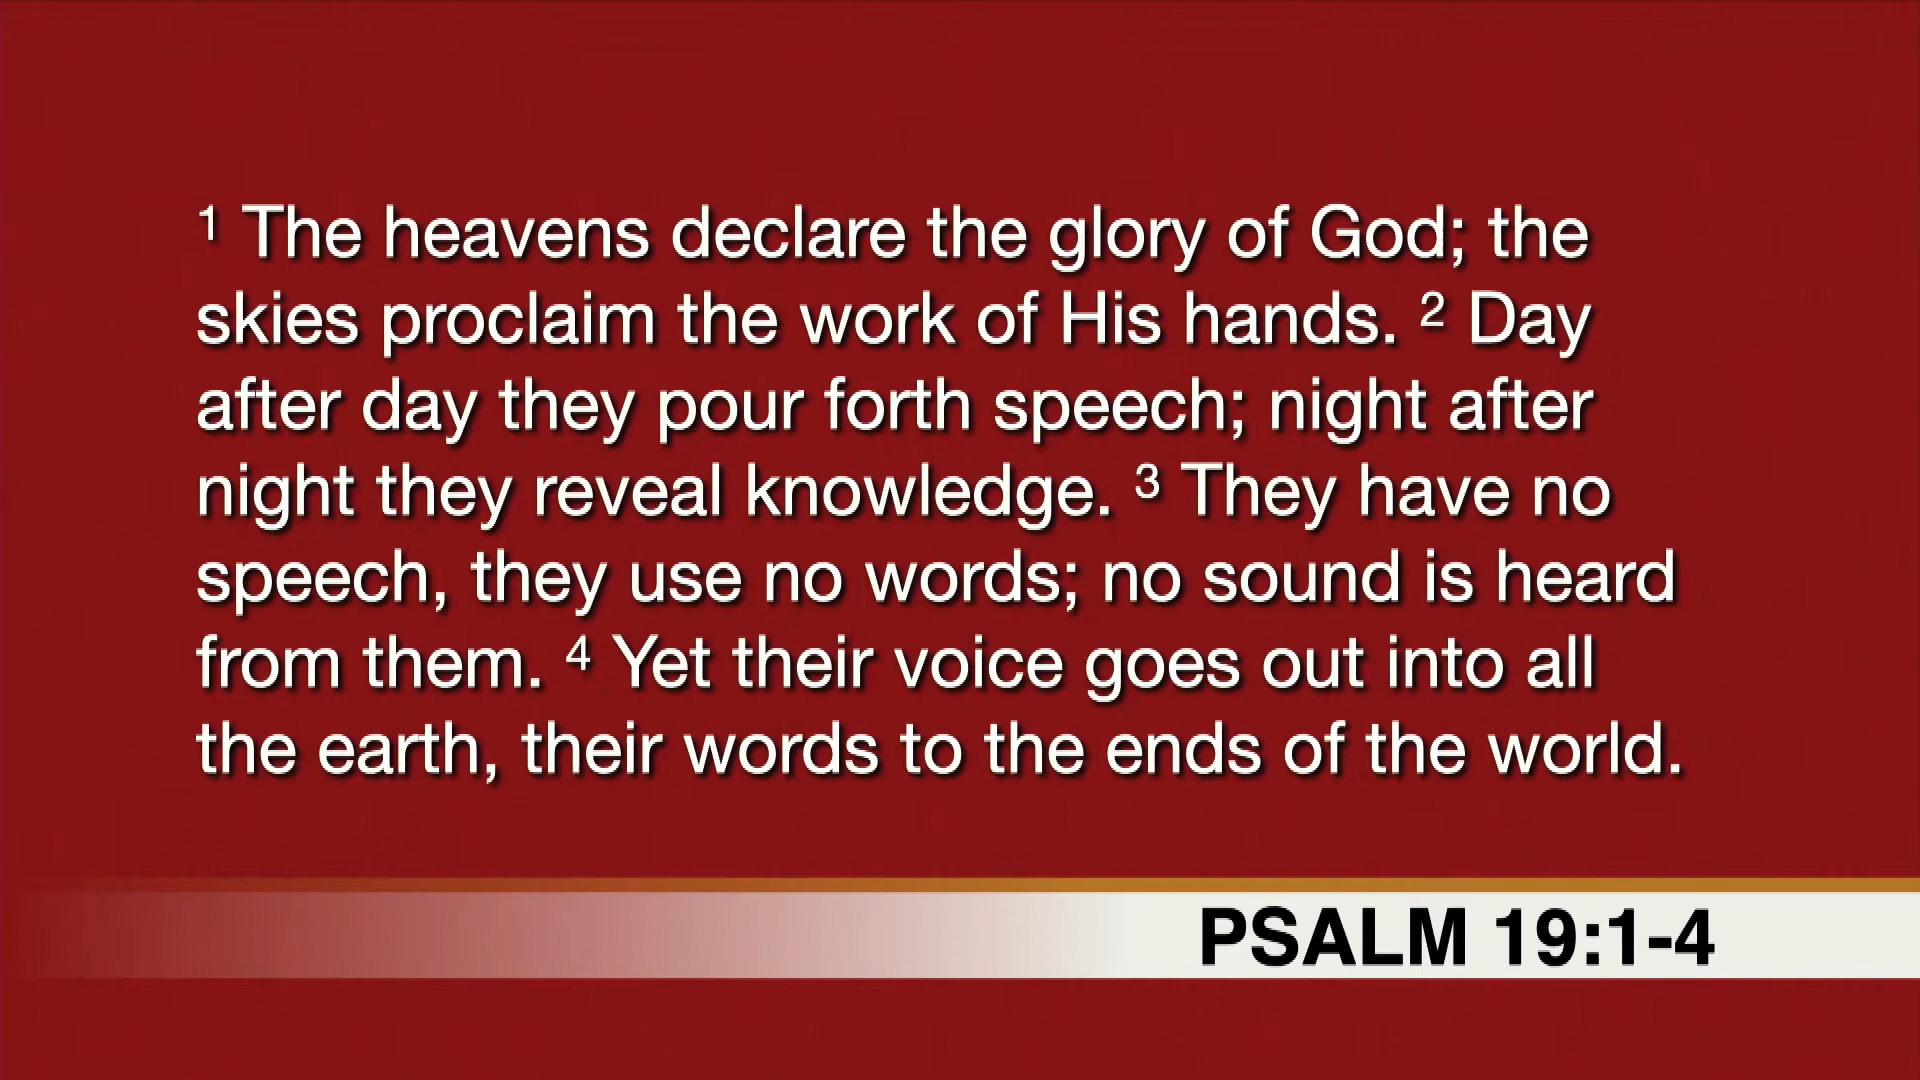 ¹ The heavens declare the glory of God; the
skies proclaim the work of His hands. ² Day
after day they pour forth speech; night after
night they reveal knowledge. ³ They have no
speech, they use no words; no sound is heard
from them. ⁴ Yet their voice goes out into all
the earth, their words to the ends of the world.
PSALM 19:1-4